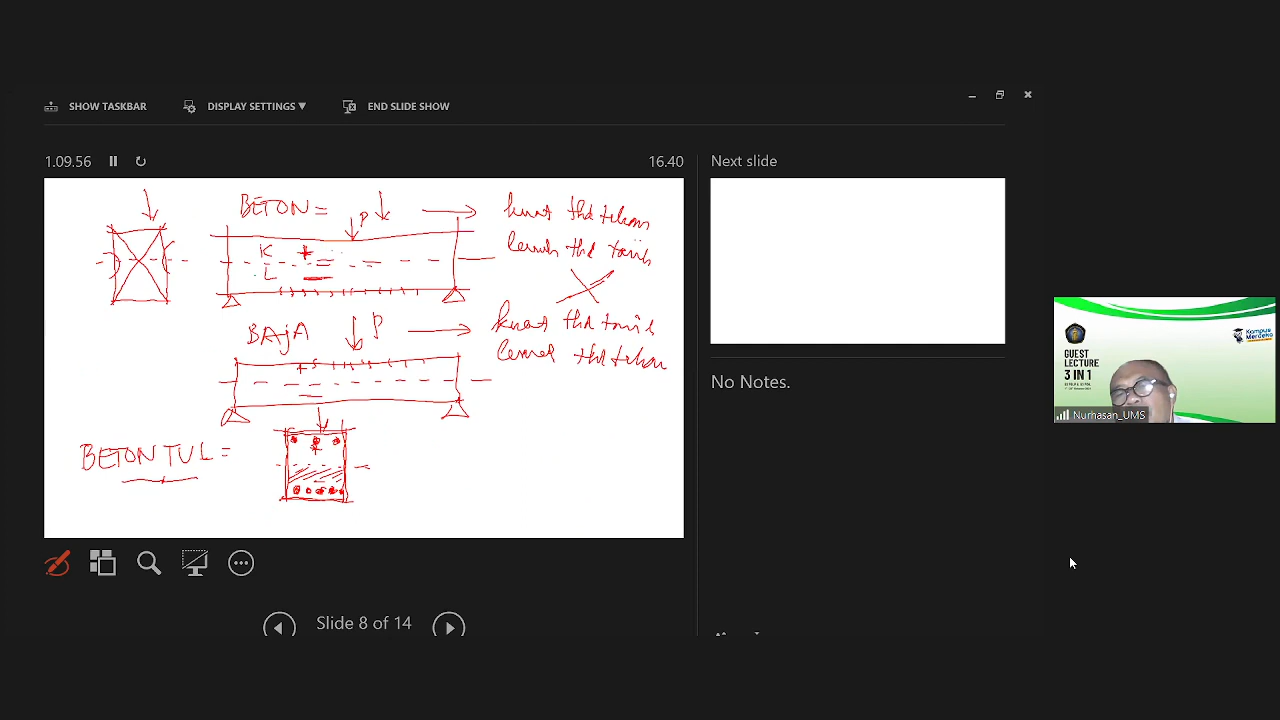 SHOW TASKBAR
DISPLAY SETTINGS ▼
END SLIDE SHOW
1.09.56
16.40
Next slide
BETON =
P
kuat thd tekan
lemah thd tarik
K +
L -
BAJA
P
kuat thd tarik
lemah thd tekan
+
-
BETON TUL =
+
-
No Notes.
GUEST
LECTURE
3 IN 1
Kampus
Merdeka
Nurhasan_UMS
Slide 8 of 14